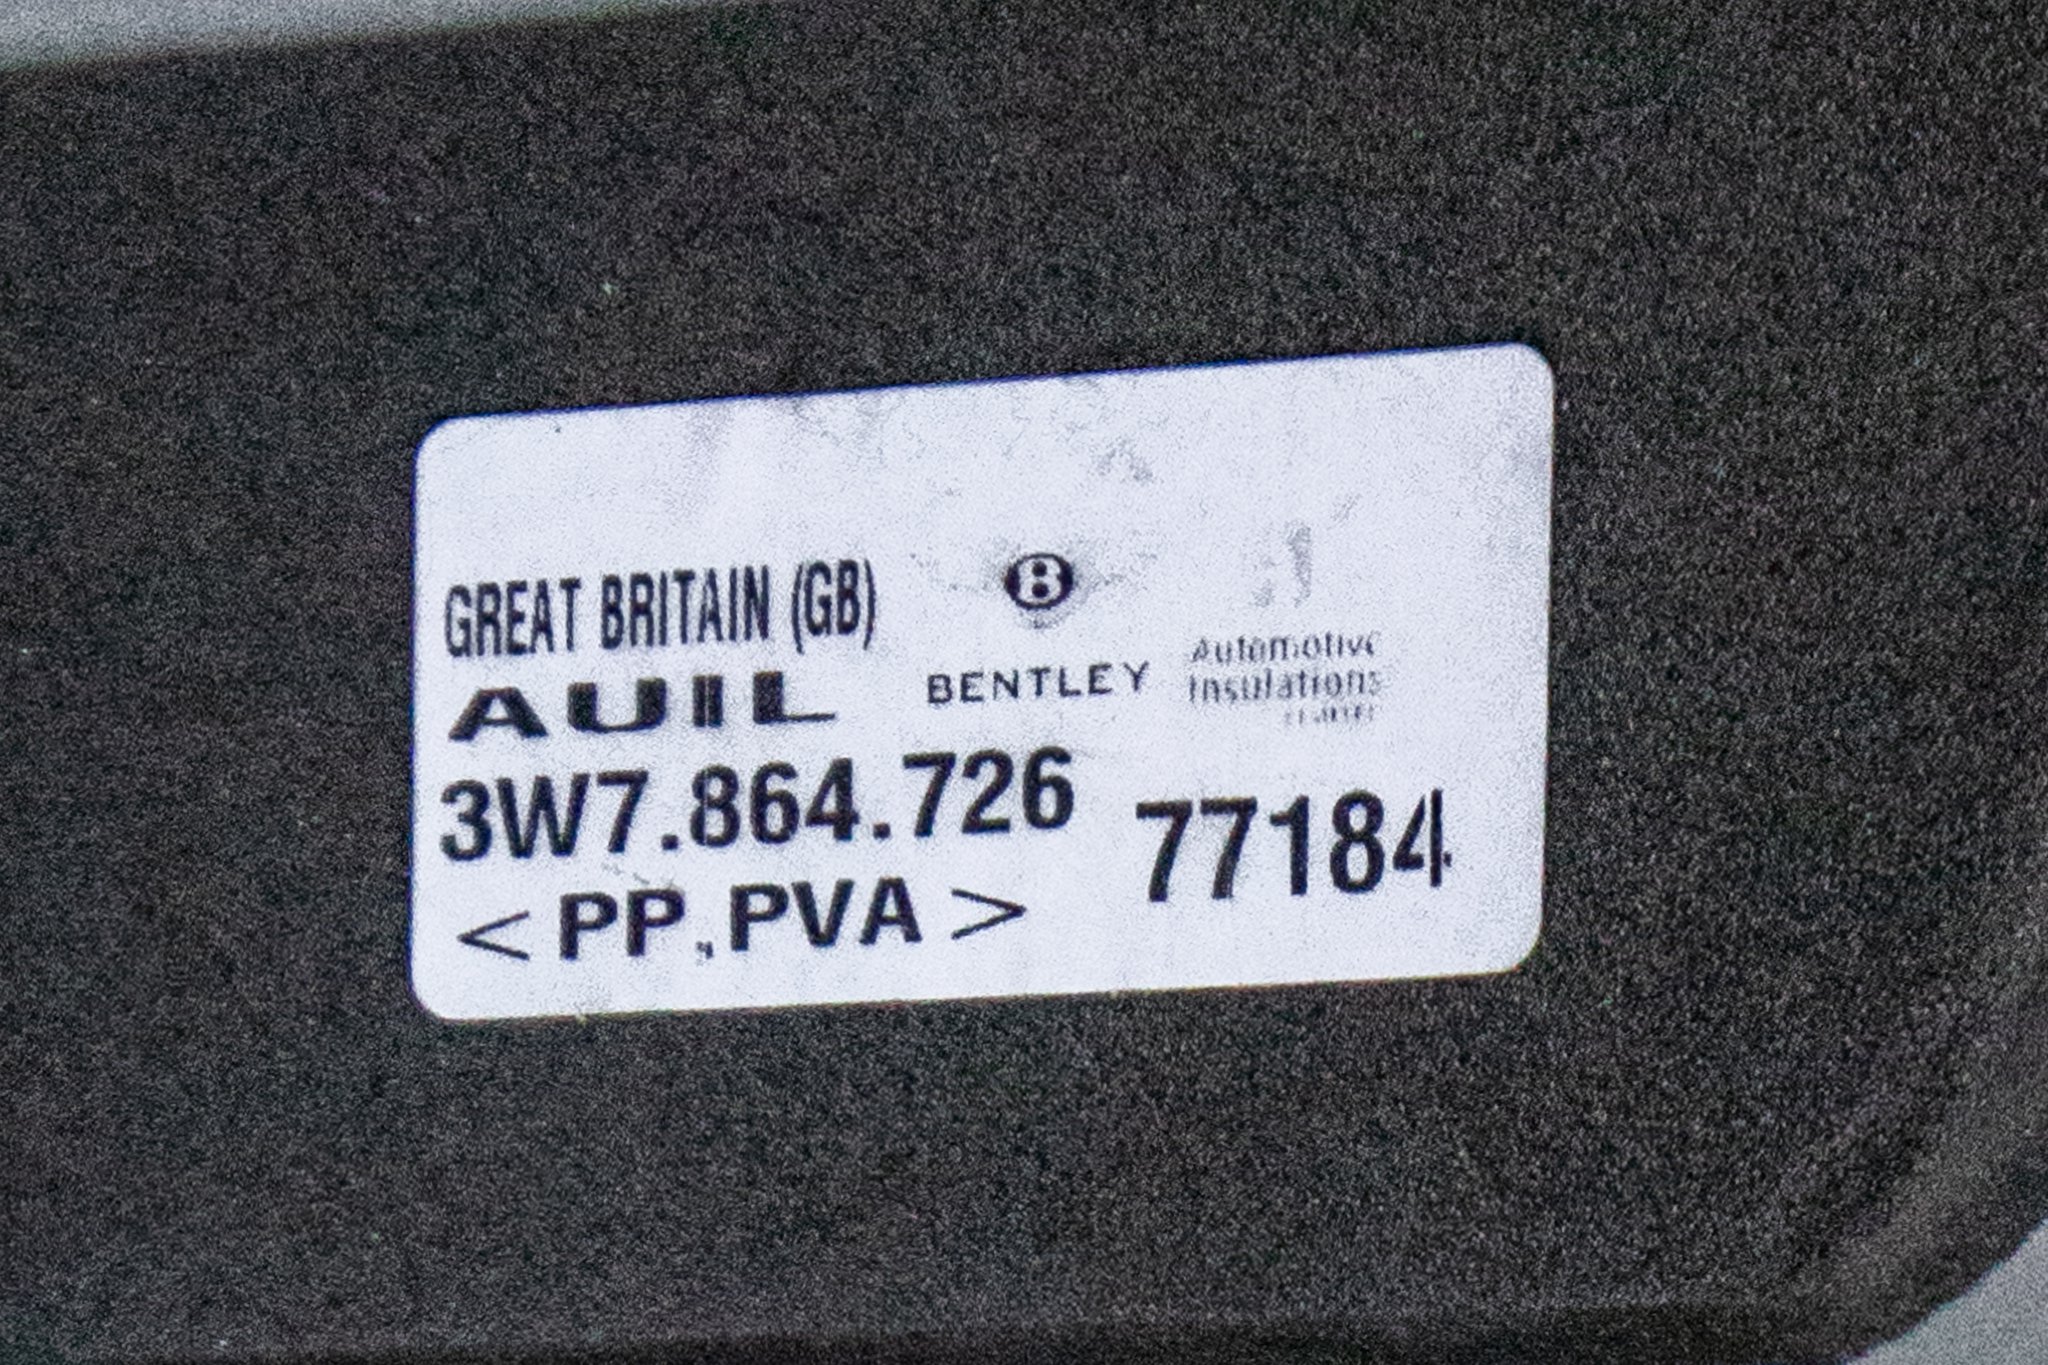 GREAT BRITAIN (GB)
AUIL
B
BENTLEY
Automotive
Insulations
3W7.864.726
77184
<PP,PVA>